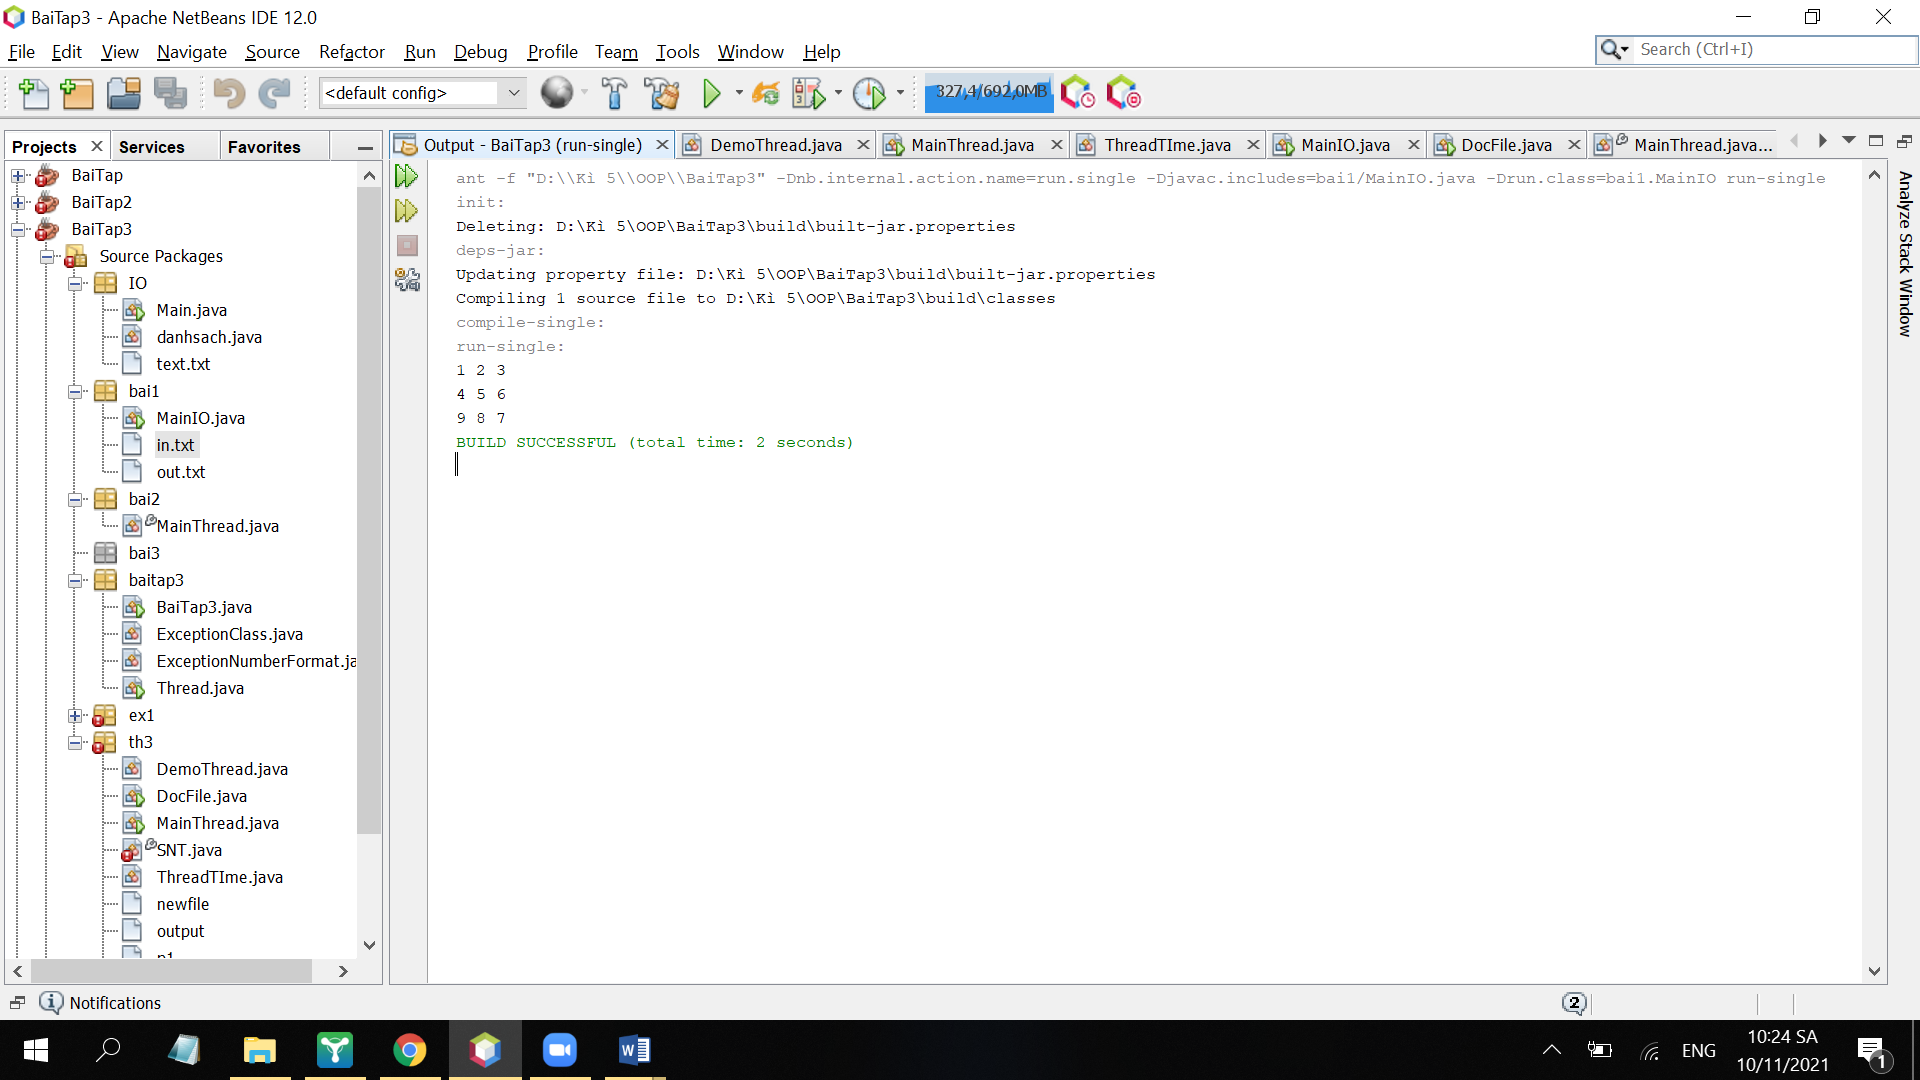 BaiTap3 - Apache NetBeans IDE 12.0
File Edit View Navigate Source Refactor Run Debug Profile Team Tools Window Help
Search (Ctrl+I)
<default config>
327,4/692,0MB
Projects Services Favorites
Output - BaiTap3 (run-single) DemoThread.java MainThread.java ThreadTIme.java MainIO.java DocFile.java MainThread.java...
BaiTap
BaiTap2
BaiTap3
Source Packages
IO
Main.java
danhsach.java
text.txt
bai1
MainIO.java
in.txt
out.txt
bai2
MainThread.java
bai3
baitap3
BaiTap3.java
ExceptionClass.java
ExceptionNumberFormat.ja
Thread.java
ex1
th3
DemoThread.java
DocFile.java
MainThread.java
SNT.java
ThreadTIme.java
newfile
output
ant -f "D:\\Kì 5\\OOP\\BaiTap3" -Dnb.internal.action.name=run.single -Djavac.includes=bai1/MainIO.java -Drun.class=bai1.MainIO run-single
init:
Deleting: D:\Kì 5\OOP\BaiTap3\build\built-jar.properties
deps-jar:
Updating property file: D:\Kì 5\OOP\BaiTap3\build\built-jar.properties
Compiling 1 source file to D:\Kì 5\OOP\BaiTap3\build\classes
compile-single:
run-single:
1 2 3
4 5 6
9 8 7
BUILD SUCCESSFUL (total time: 2 seconds)
Analyze Stack Window
Notifications
2
ENG
10:24 SA
10/11/2021
1